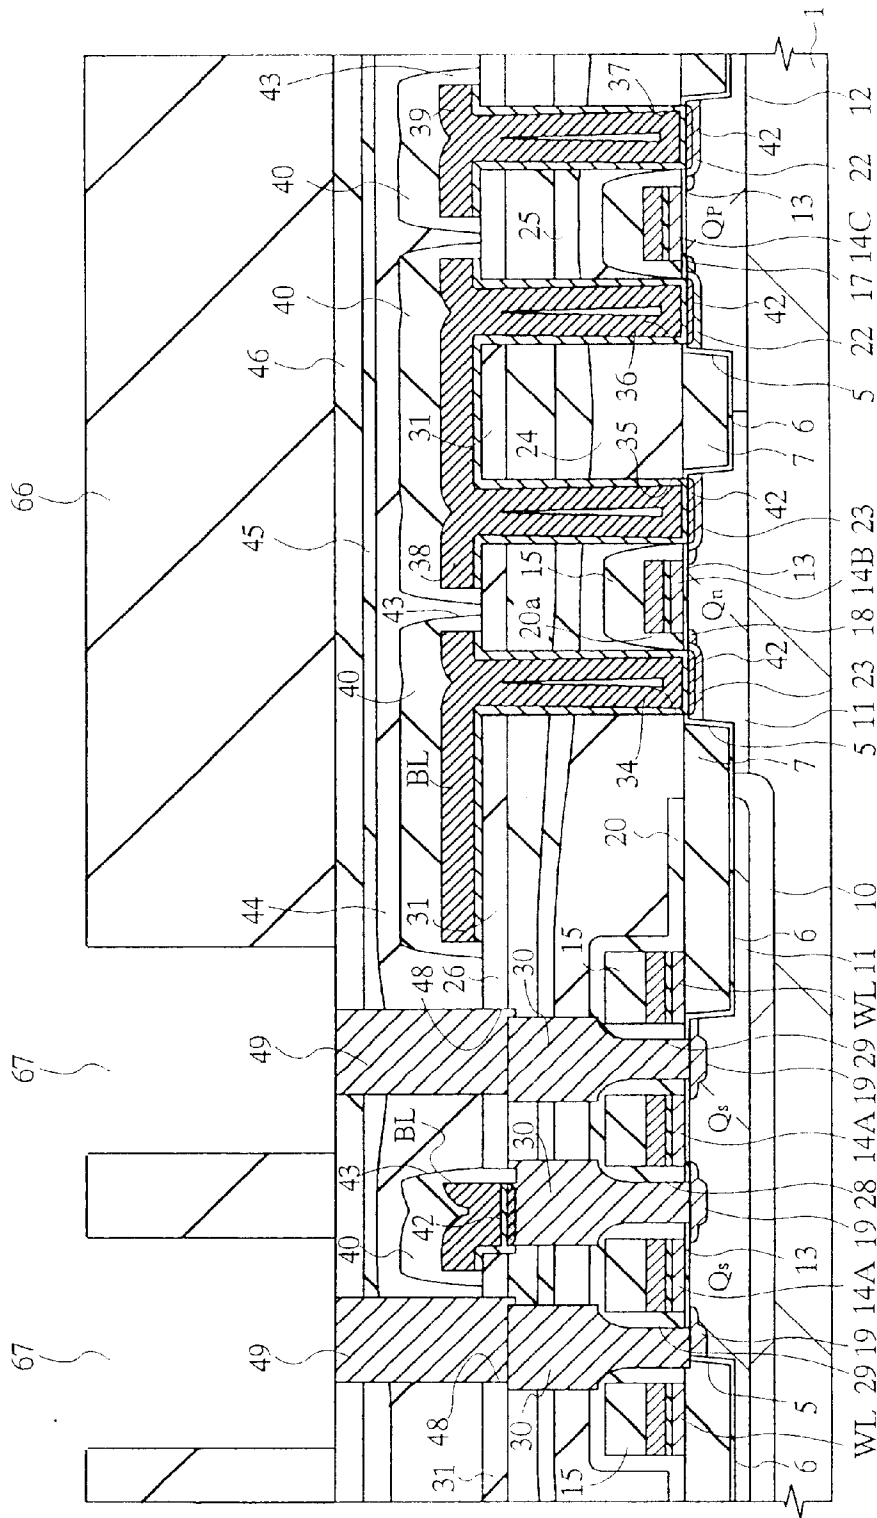 67 67 66
49 49 44 45 46
40 43 BL 40 43 40 40 43
42 48 26 31 BL 38 31 39
31 48 30 30 30 15 20a 24 25
15 15 20 34 35 36 37
Qs Qs Qn QP
6 5 13 6 7 42 13 42 7 6 42 13 42
WL 29 19 14A 19 28 14A 19 29 WL 11 10 5 11 23 18 14B 23 5 22 17 14C 22 12 1